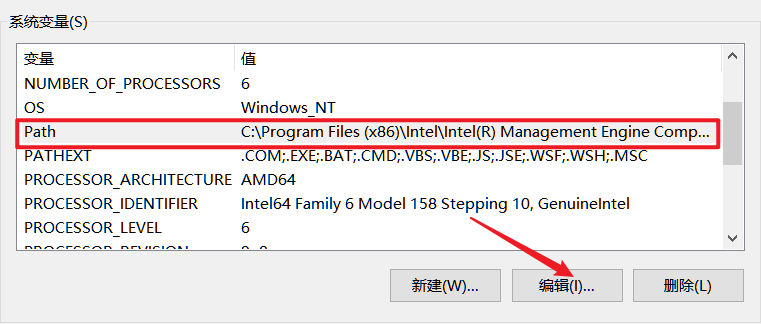 系统变量(S)
变量 值
NUMBER_OF_PROCESSORS 6
OS Windows_NT
Path C:\Program Files (x86)\Intel\Intel(R) Management Engine Comp...
PATHEXT .COM;.EXE;.BAT;.CMD;.VBS;.VBE;.JS;.JSE;.WSF;.WSH;.MSC
PROCESSOR_ARCHITECTURE AMD64
PROCESSOR_IDENTIFIER Intel64 Family 6 Model 158 Stepping 10, GenuineIntel
PROCESSOR_LEVEL 6
PROCESSOR_REVISION
新建(W)... 编辑(I)... 删除(L)